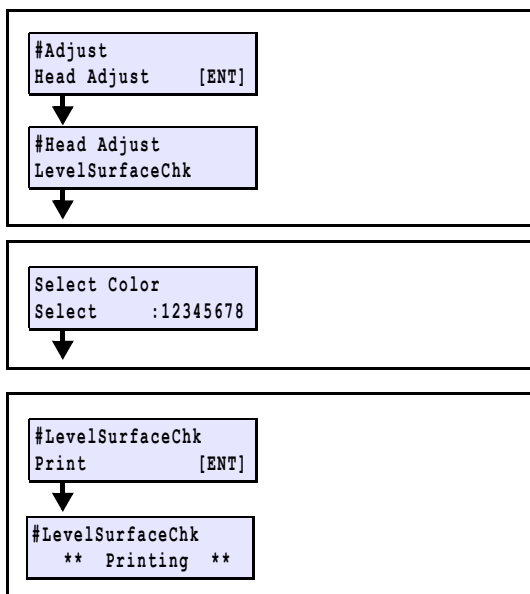 #Adjust
Head Adjust [ENT]
#Head Adjust
LevelSurfaceChk
Select Color
Select :12345678
#LevelSurfaceChk
Print [ENT]
#LevelSurfaceChk
** Printing **